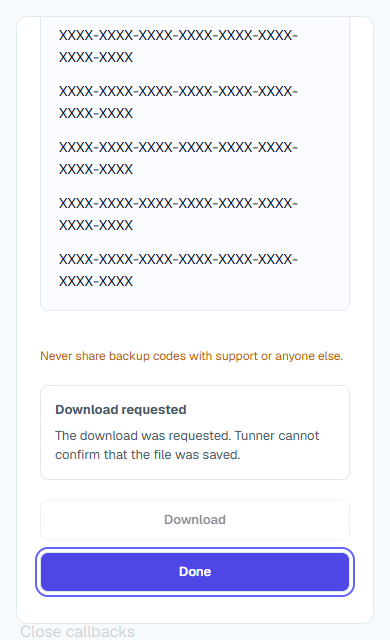 XXXX-XXXX-XXXX-XXXX-XXXX-XXXX-
XXXX-XXXX
XXXX-XXXX-XXXX-XXXX-XXXX-XXXX-
XXXX-XXXX
XXXX-XXXX-XXXX-XXXX-XXXX-XXXX-
XXXX-XXXX
XXXX-XXXX-XXXX-XXXX-XXXX-XXXX-
XXXX-XXXX
XXXX-XXXX-XXXX-XXXX-XXXX-XXXX-
XXXX-XXXX
Never share backup codes with support or anyone else.
Download requested
The download was requested. Tunner cannot
confirm that the file was saved.
Download
Done
Close callbacks